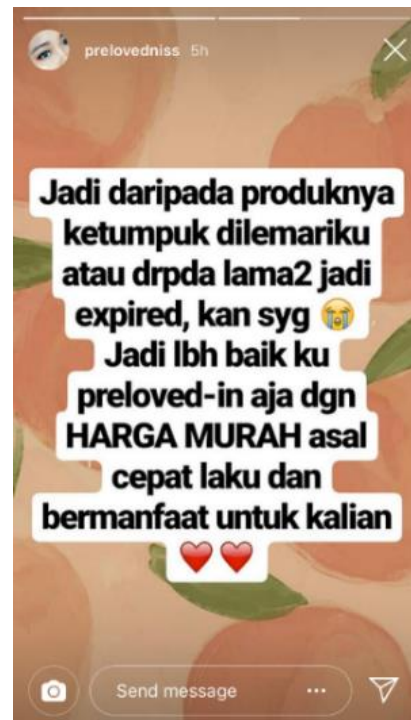 prelovedniss 5h
Jadi daripada produknya
ketumpuk dilemariku
atau drpda lama2 jadi
expired, kan syg 😭
Jadi lbh baik ku
preloved-in aja dgn
HARGA MURAH asal
cepat laku dan
bermanfaat untuk kalian
❤️❤️
Send message